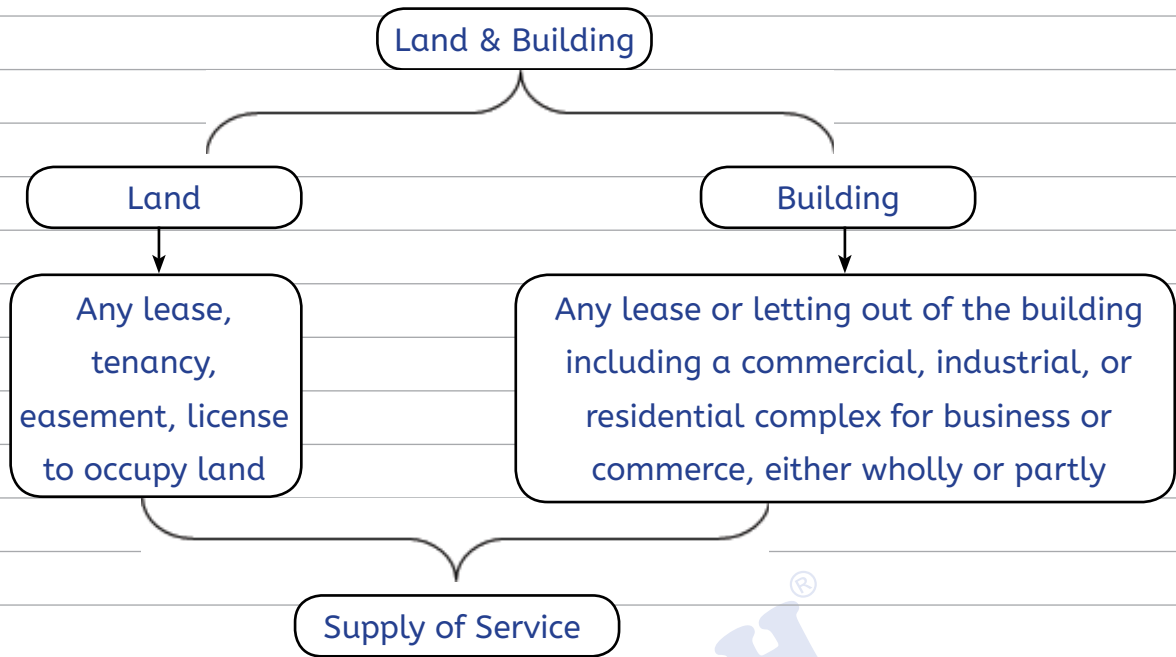 Land & Building
Land
Building
Any lease,
tenancy,
easement, license
to occupy land
Any lease or letting out of the building
including a commercial, industrial, or
residential complex for business or
commerce, either wholly or partly
Supply of Service
®